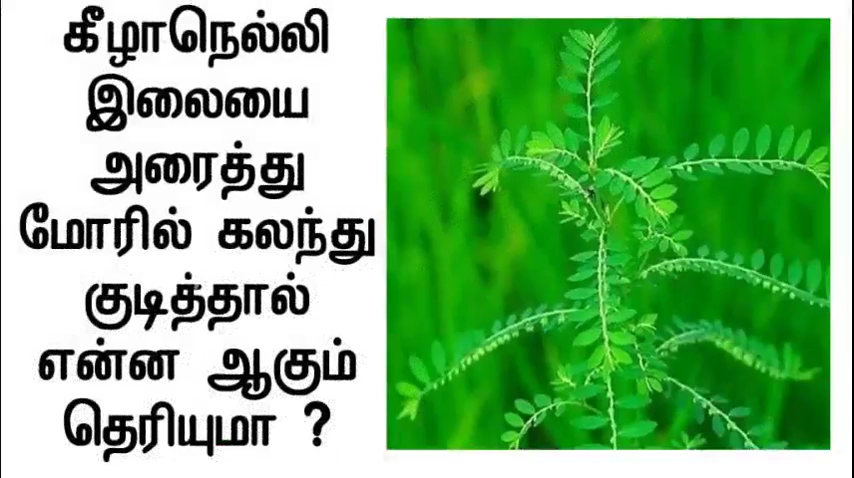 கீழாநெல்லி
இலையை
அரைத்து
மோரில் கலந்து
குடித்தால்
என்ன ஆகும்
தெரியுமா ?